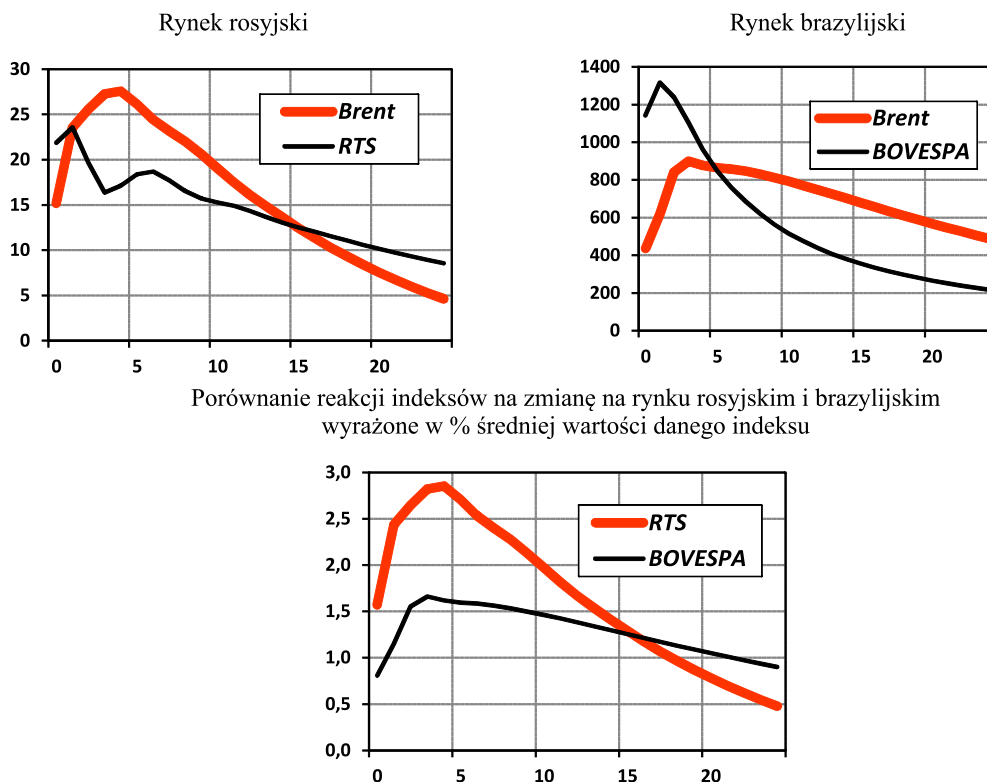 Rynek rosyjski
30
25
20
15
10
5
0
0 5 10 15 20
Brent
RTS
Rynek brazylijski
1400
1200
1000
800
600
400
200
0
0 5 10 15 20
Brent
BOVESPA
Porównanie reakcji indeksów na zmianę na rynku rosyjskim i brazylijskim
wyrażone w % średniej wartości danego indeksu
3,0
2,5
2,0
1,5
1,0
0,5
0,0
0 5 10 15 20
RTS
BOVESPA